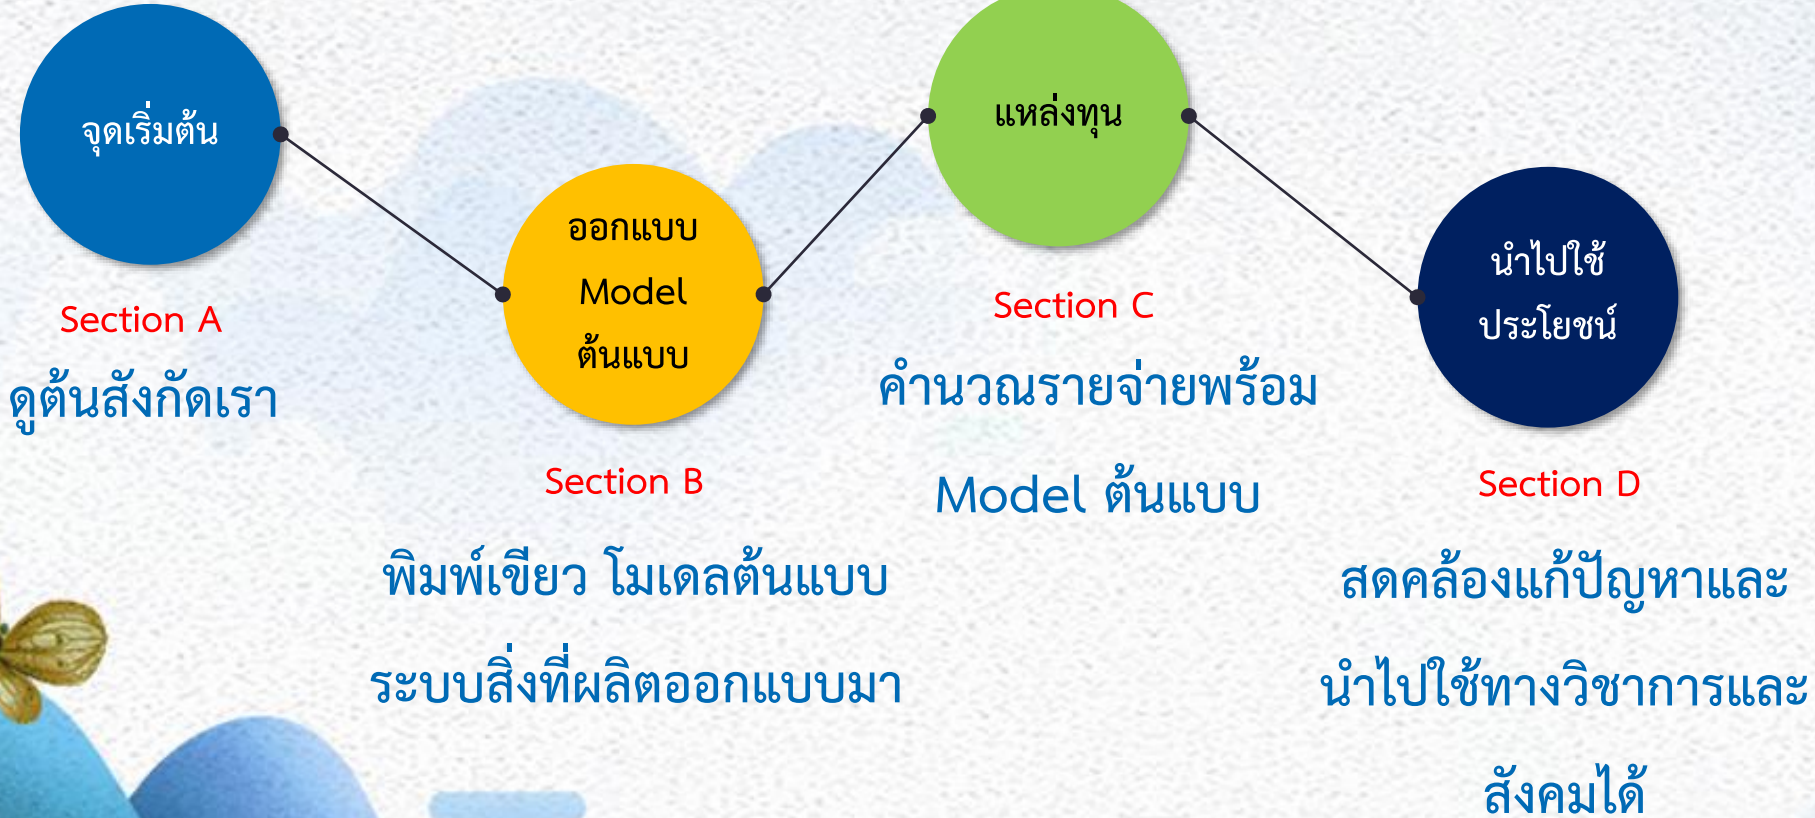 จุดเริ่มต้น
Section A
ดูต้นสังกัดเรา
ออกแบบ
Model
ต้นแบบ
Section B
พิมพ์เขียว โมเดลต้นแบบ
ระบบสิ่งที่ผลิตออกแบบมา
แหล่งทุน
Section C
คำนวณรายจ่ายพร้อม
Model ต้นแบบ
นำไปใช้
ประโยชน์
Section D
สดคล้องแก้ปัญหาและ
นำไปใช้ทางวิชาการและ
สังคมได้